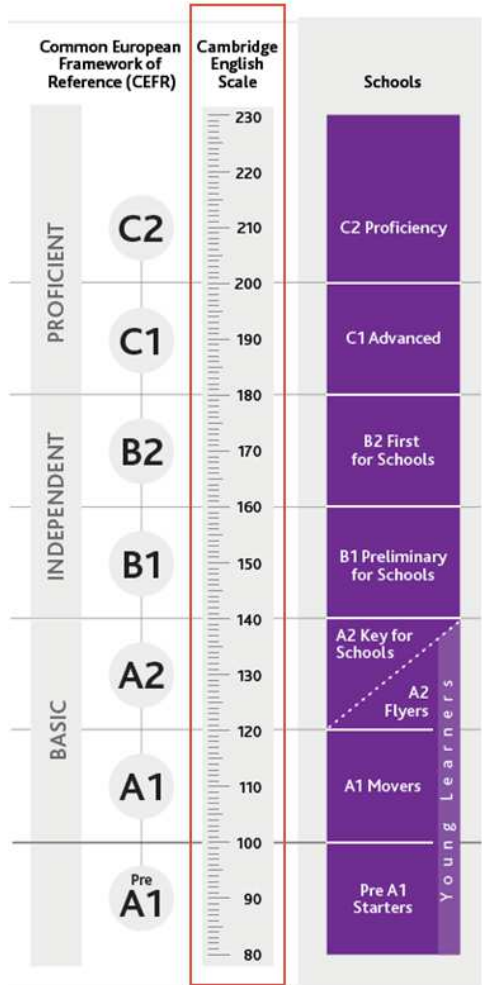 Common European
Framework of
Reference (CEFR)
Cambridge
English
Scale
Schools
PROFICIENT
INDEPENDENT
BASIC
C2
C1
B2
B1
A2
A1
Pre
A1
230
220
210
200
190
180
170
160
150
140
130
120
110
100
90
80
C2 Proficiency
C1 Advanced
B2 First
for Schools
B1 Preliminary
for Schools
A2 Key for
Schools
A2
Flyers
A1 Movers
Pre A1
Starters
Young Learners